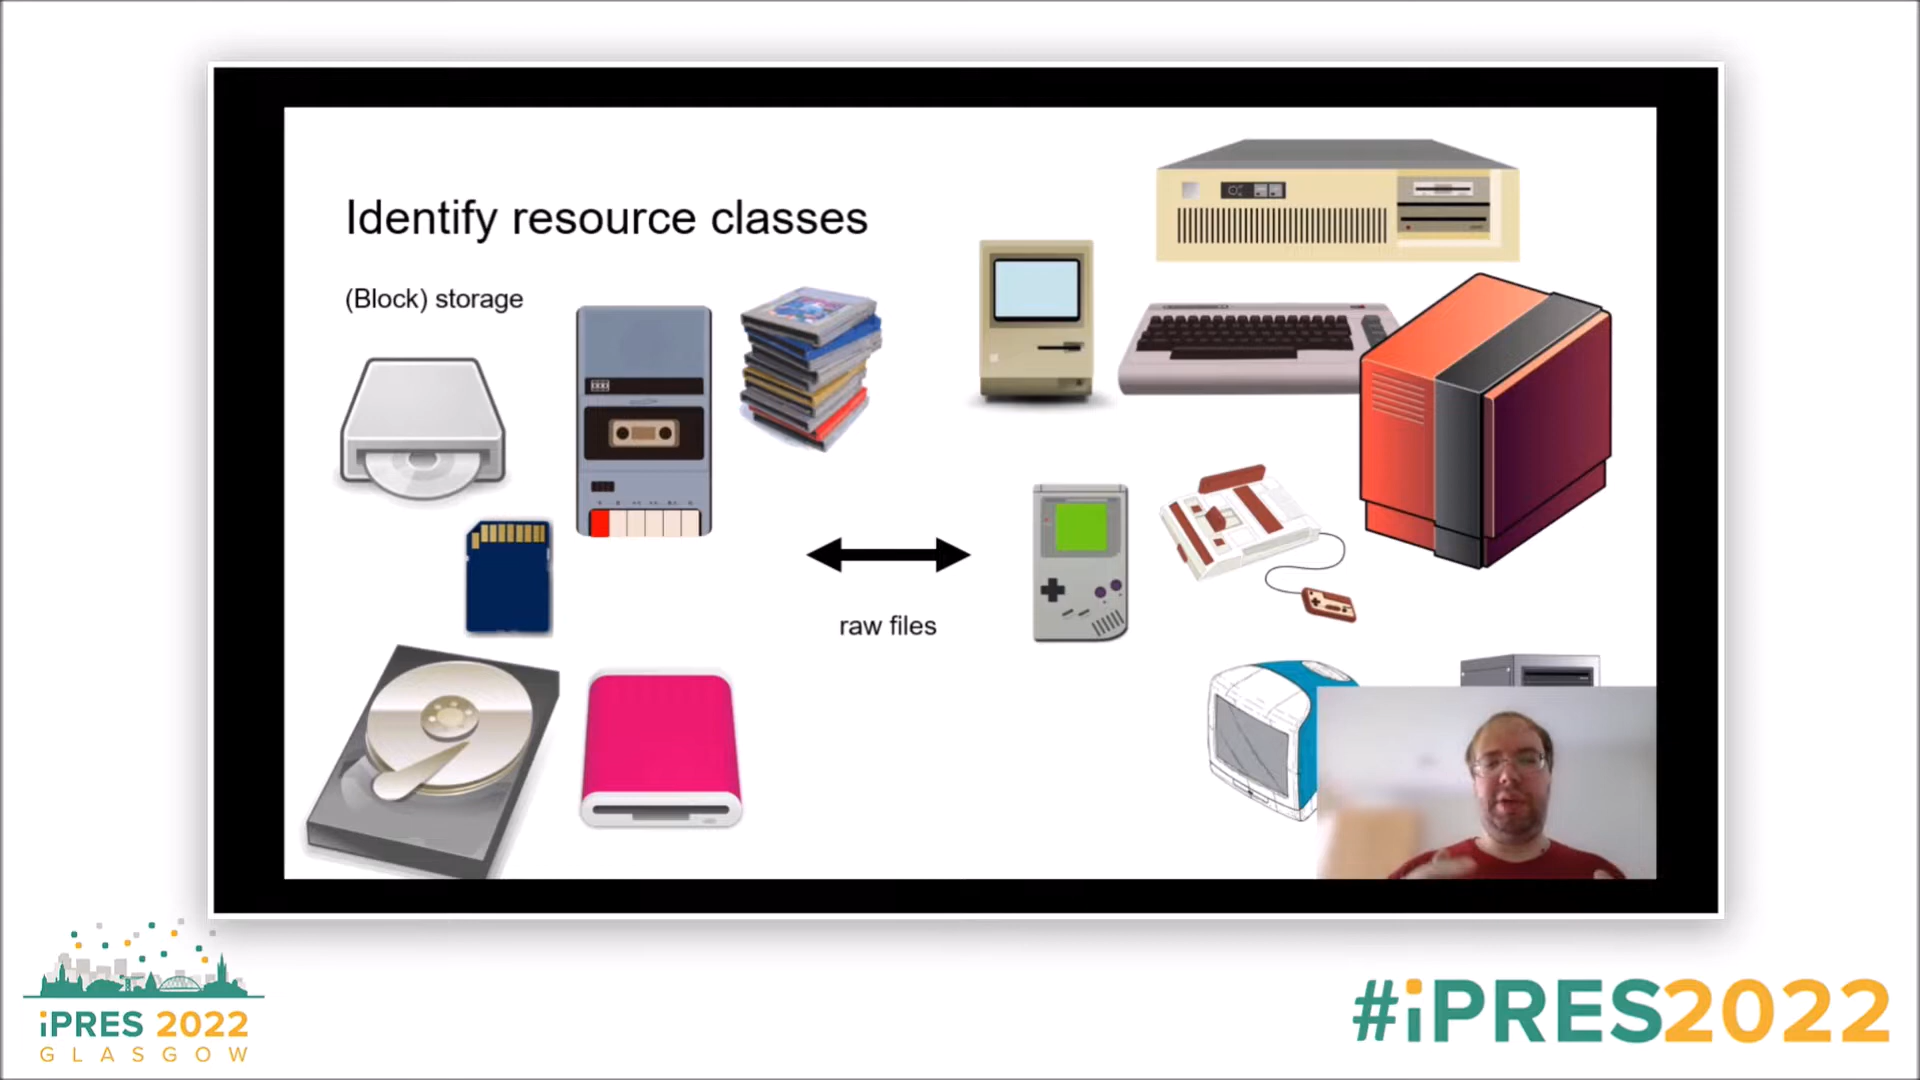 Identify resource classes
(Block) storage
raw files
iPRES 2022
GLASGOW
#iPRES2022